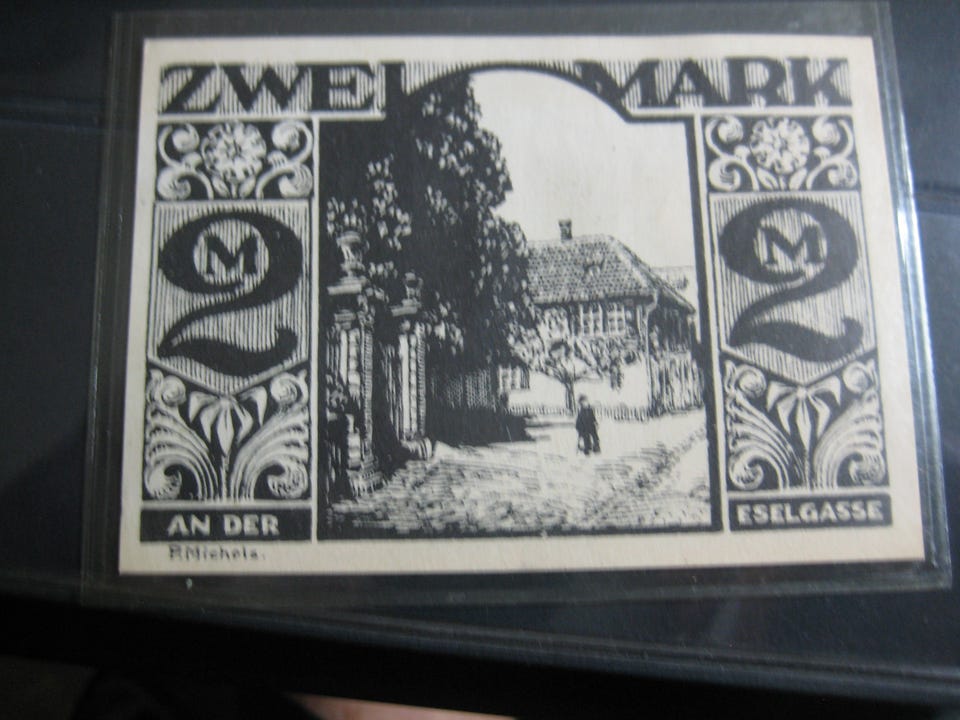 ZWEI MARK
2 M
2 M
AN DER ESELGASSE
P. Michels.